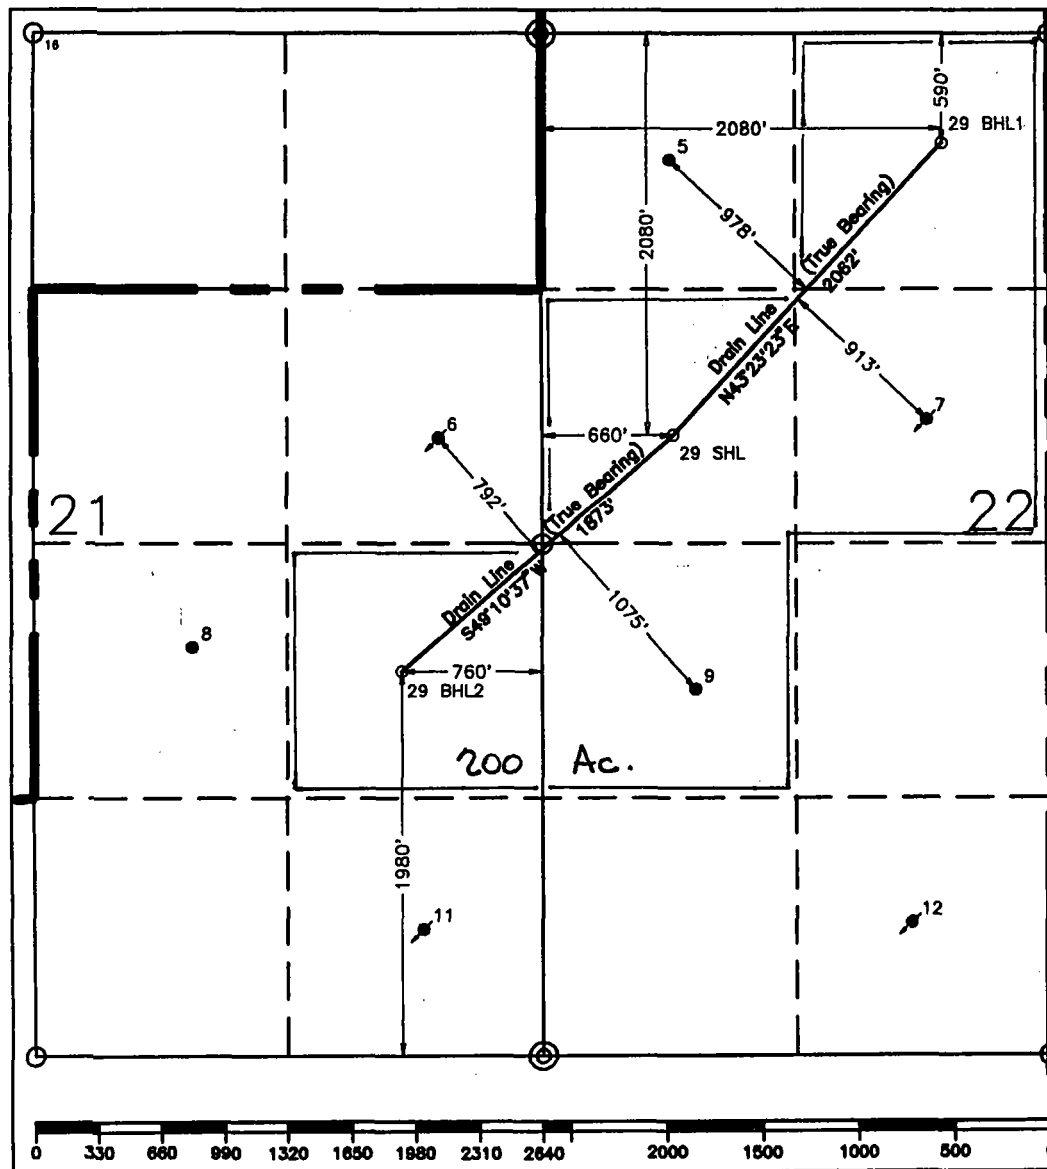 16
590'
29 BHL1
2080'
5
978'
(True Bearing)
2062'
2080'
Drain Line
N43°23'23"E
913'
7
660'
29 SHL
6
792'
(True Bearing)
1873'
21
22
Drain Line
S49°10'37"W
1075'
8
760'
29 BHL2
9
200 Ac.
1980'
11
12
0 330 660 990 1320 1650 1980 2310 2640 2000 1500 1000 500